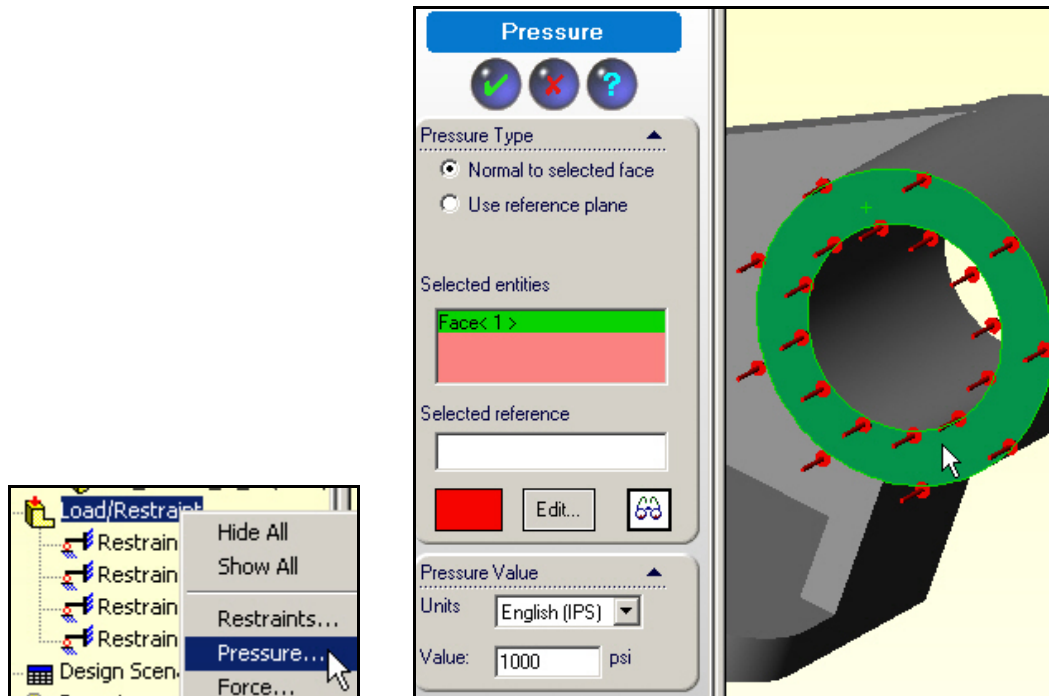 Load/Restraint
Restrain
Restrain
Restrain
Restrain
Design Scen
Hide All
Show All
Restraints...
Pressure...
Force...
Pressure
?
Pressure Type
Normal to selected face
Use reference plane
Selected entities
Face< 1 >
Selected reference
Edit...
Pressure Value
Units English (IPS)
Value: 1000 psi